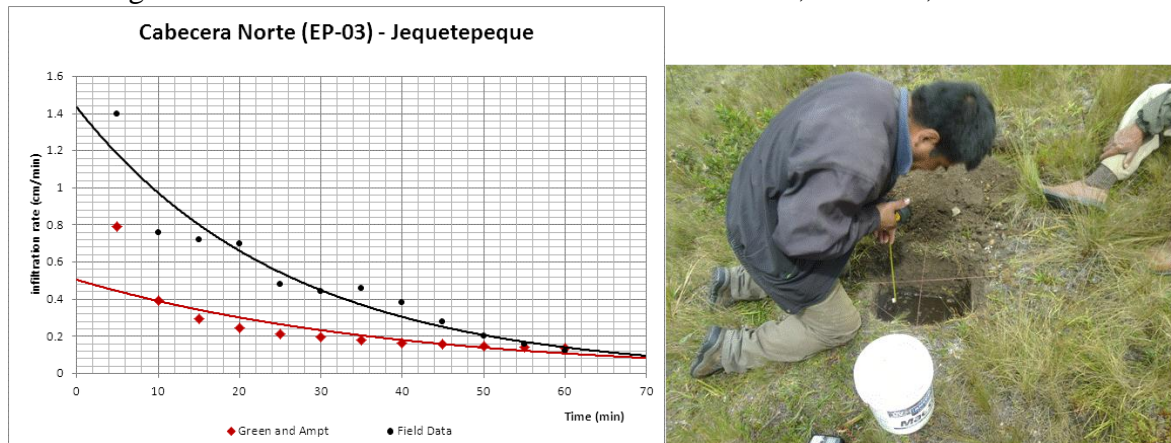 Cabecera Norte (EP-03) - Jequetepeque
1.6
1.4
1.2
1
0.8
0.6
0.4
0.2
0
infiltration rate (cm/min)
0 10 20 30 40 50 60 70
Time (min)
Green and Ampt Field Data